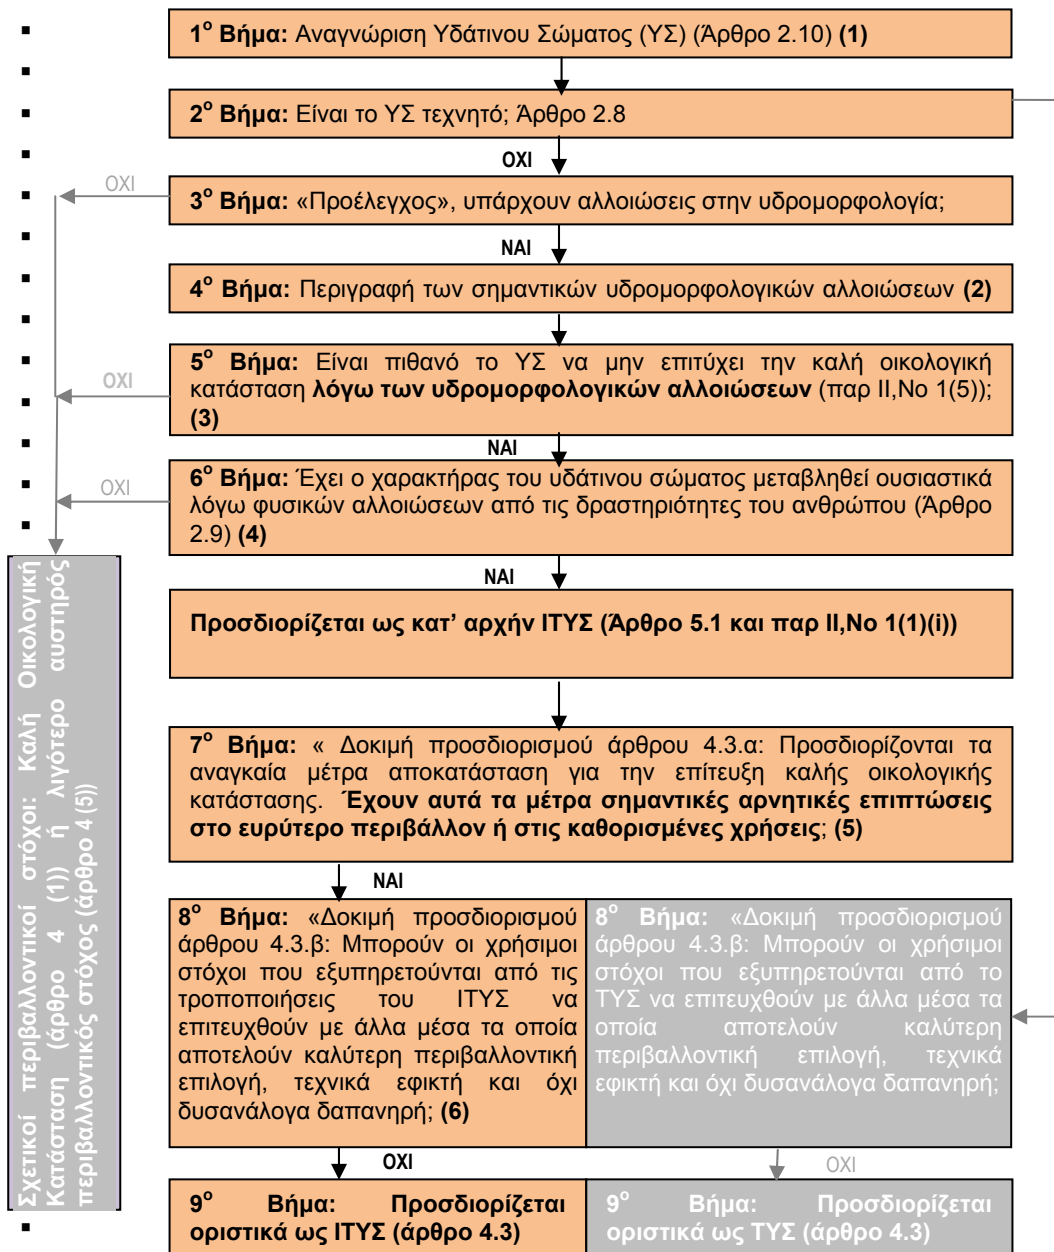 1ο Βήμα: Αναγνώριση Υδάτινου Σώματος (ΥΣ) (Άρθρο 2.10) (1)
2ο Βήμα: Είναι το ΥΣ τεχνητό; Άρθρο 2.8
ΟΧΙ
ΟΧΙ
3ο Βήμα: «Προέλεγχος», υπάρχουν αλλοιώσεις στην υδρομορφολογία;
ΝΑΙ
4ο Βήμα: Περιγραφή των σημαντικών υδρομορφολογικών αλλοιώσεων (2)
ΟΧΙ
5ο Βήμα: Είναι πιθανό το ΥΣ να μην επιτύχει την καλή οικολογική
κατάσταση λόγω των υδρομορφολογικών αλλοιώσεων (παρ ΙΙ,Νο 1(5));
(3)
ΝΑΙ
ΟΧΙ
6ο Βήμα: Έχει ο χαρακτήρας του υδάτινου σώματος μεταβληθεί ουσιαστικά
λόγω φυσικών αλλοιώσεων από τις δραστηριότητες του ανθρώπου (Άρθρο
2.9) (4)
ΝΑΙ
Προσδιορίζεται ως κατ’ αρχήν ΙΤΥΣ (Άρθρο 5.1 και παρ ΙΙ,Νο 1(1)(i))
7ο Βήμα: « Δοκιμή προσδιορισμού άρθρου 4.3.α: Προσδιορίζονται τα
αναγκαία μέτρα αποκατάσταση για την επίτευξη καλής οικολογικής
κατάστασης. Έχουν αυτά τα μέτρα σημαντικές αρνητικές επιπτώσεις
στο ευρύτερο περιβάλλον ή στις καθορισμένες χρήσεις; (5)
ΝΑΙ
8ο Βήμα: «Δοκιμή προσδιορισμού
άρθρου 4.3.β: Μπορούν οι χρήσιμοι
στόχοι που εξυπηρετούνται από τις
τροποποιήσεις του ΙΤΥΣ να
επιτευχθούν με άλλα μέσα τα οποία
αποτελούν καλύτερη περιβαλλοντική
επιλογή, τεχνικά εφικτή και όχι
δυσανάλογα δαπανηρή; (6)
8ο Βήμα: «Δοκιμή προσδιορισμού
άρθρου 4.3.β: Μπορούν οι χρήσιμοι
στόχοι που εξυπηρετούνται από το
ΤΥΣ να επιτευχθούν με άλλα μέσα τα
οποία αποτελούν καλύτερη
περιβαλλοντική επιλογή, τεχνικά
εφικτή και όχι δυσανάλογα δαπανηρή;
ΟΧΙ
ΟΧΙ
9ο Βήμα: Προσδιορίζεται
οριστικά ως ΙΤΥΣ (άρθρο 4.3)
9ο Βήμα: Προσδιορίζεται
οριστικά ως ΤΥΣ (άρθρο 4.3)
Σχετικοί περιβαλλοντικοί στόχοι: Καλή Οικολογική
Κατάσταση (άρθρο 4 (1)) ή λιγότερο αυστηρός
περιβαλλοντικός στόχος (άρθρο 4 (5))